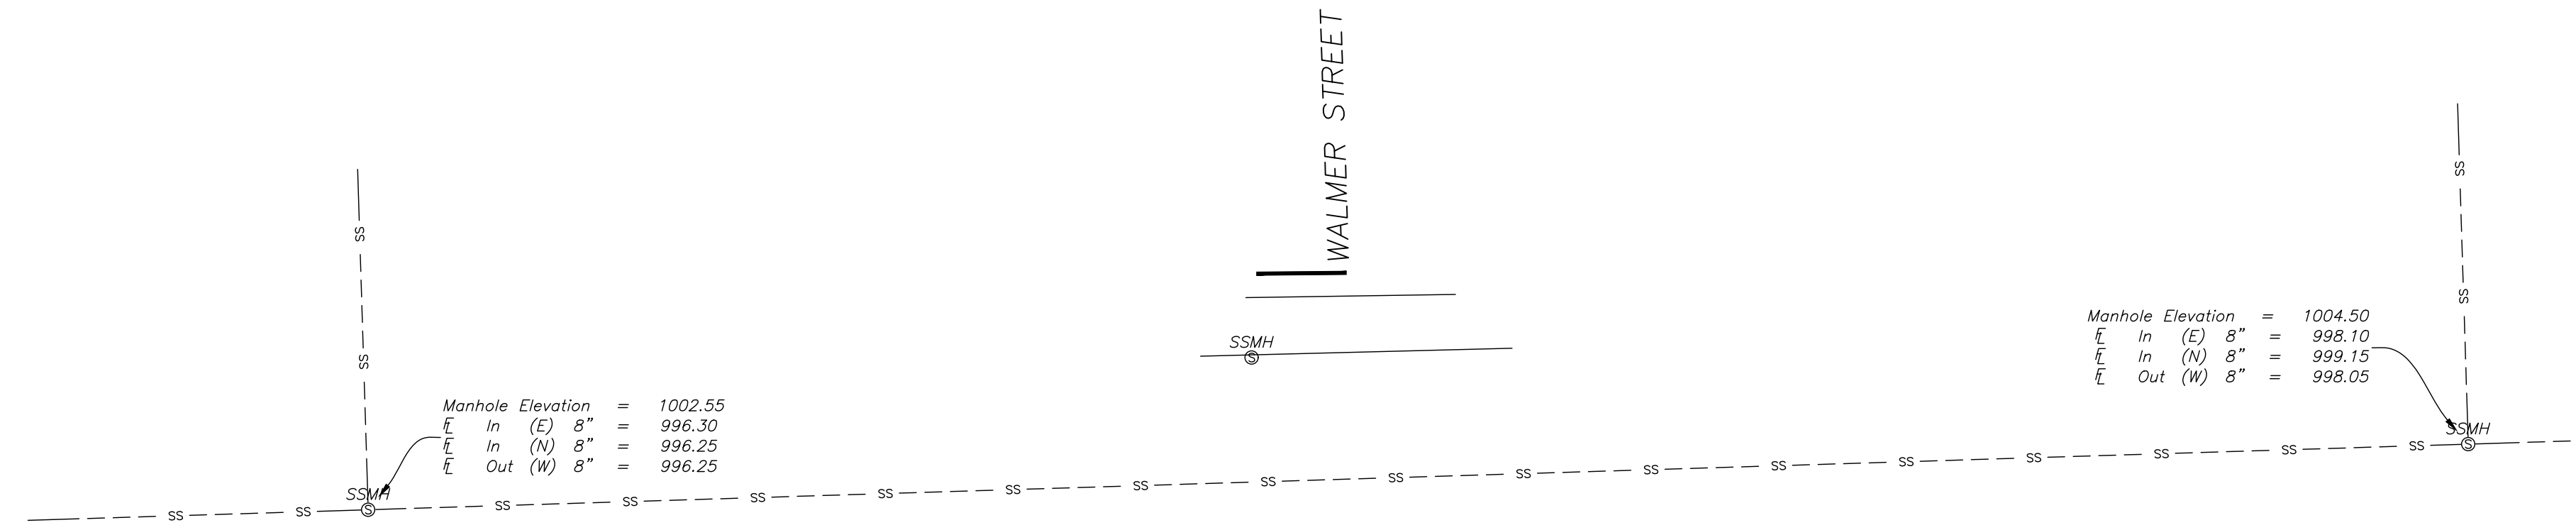 WALMER STREET
SSMH
Manhole Elevation = 1004.50
FL In (E) 8" = 998.10
FL In (N) 8" = 999.15
FL Out (W) 8" = 998.05
SSMH
Manhole Elevation = 1002.55
FL In (E) 8" = 996.30
FL In (N) 8" = 996.25
FL Out (W) 8" = 996.25
SSMH
SS
SS
SS
SS
S
S
S
SS SS SS SS SS SS SS SS SS SS SS SS SS SS SS SS SS SS